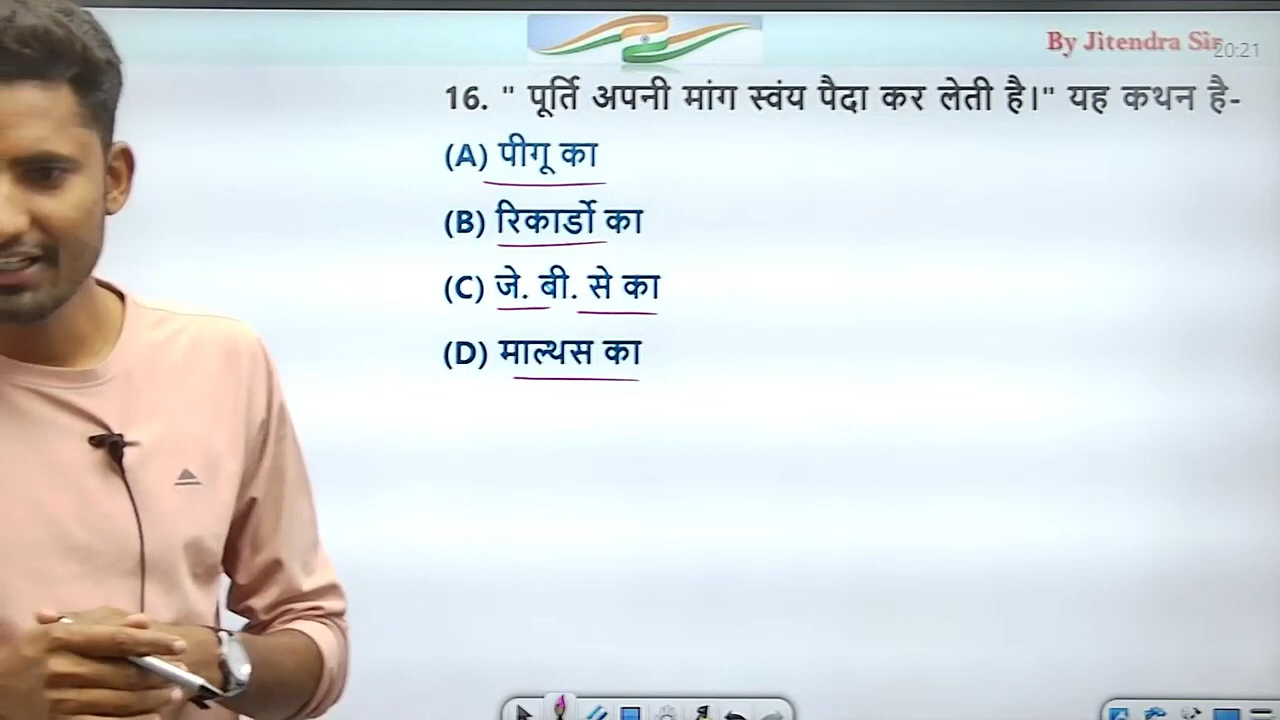 By Jitendra Sir
20:21
16. " पूर्ति अपनी मांग स्वंय पैदा कर लेती है।" यह कथन है-
(A) पीगू का
(B) रिकार्डो का
(C) जे. बी. से का
(D) माल्थस का